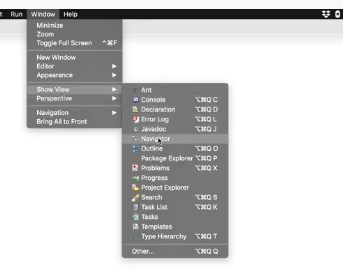 t Run Window Help
Minimize
Zoom
Toggle Full Screen ^⌘F
New Window
Editor
Appearance
Show View
Perspective
Navigation
Bring All to Front
Ant
Console ⌥⌘Q C
Declaration ⌥⌘Q D
Error Log ⌥⌘Q L
Javadoc ⌥⌘Q J
Navigator
Outline ⌥⌘Q O
Package Explorer ⌥⌘Q P
Problems ⌥⌘Q X
Progress
Project Explorer
Search ⌥⌘Q S
Task List ⌥⌘Q K
Tasks
Templates
Type Hierarchy ⌥⌘Q T
Other... ⌥⌘Q Q